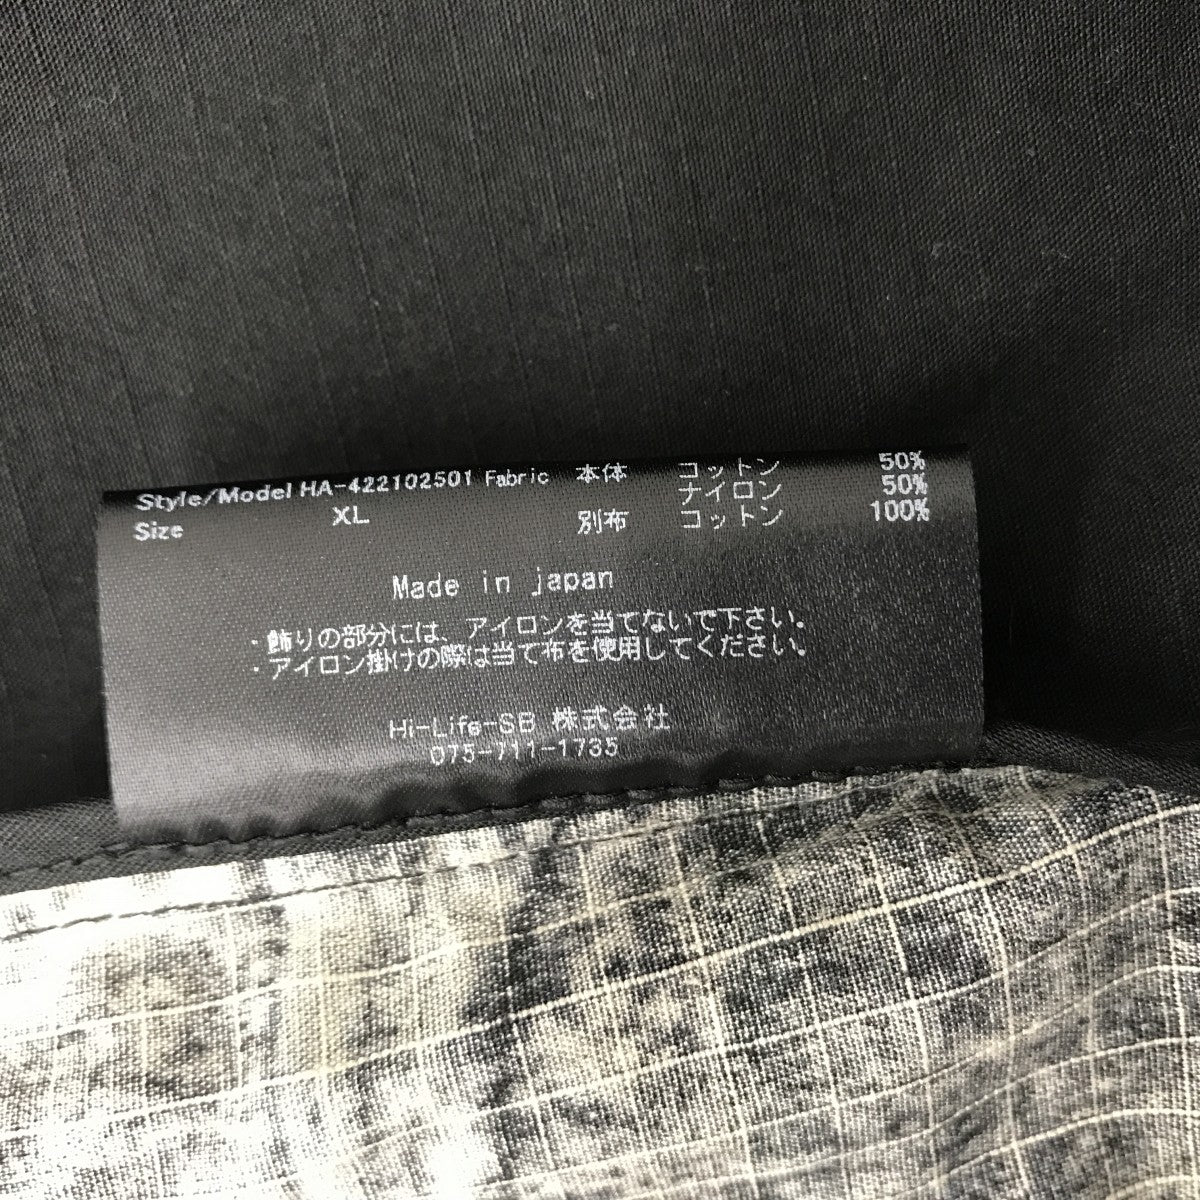 Style/Model HA-422102501 Fabric 本体 コットン 50%
ナイロン 50%
Size XL 別布 コットン 100%
Made in japan
・飾りの部分には、アイロンを当てないで下さい。
・アイロン掛けの際は当て布を使用してください。
Hi-Life-SB 株式会社
075-711-1735